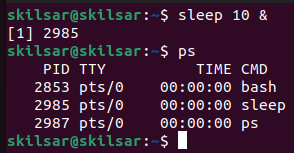 skilsar@skilsar:~$ sleep 10 &
[1] 2985
skilsar@skilsar:~$ ps
    PID TTY          TIME CMD
   2853 pts/0    00:00:00 bash
   2985 pts/0    00:00:00 sleep
   2987 pts/0    00:00:00 ps
skilsar@skilsar:~$